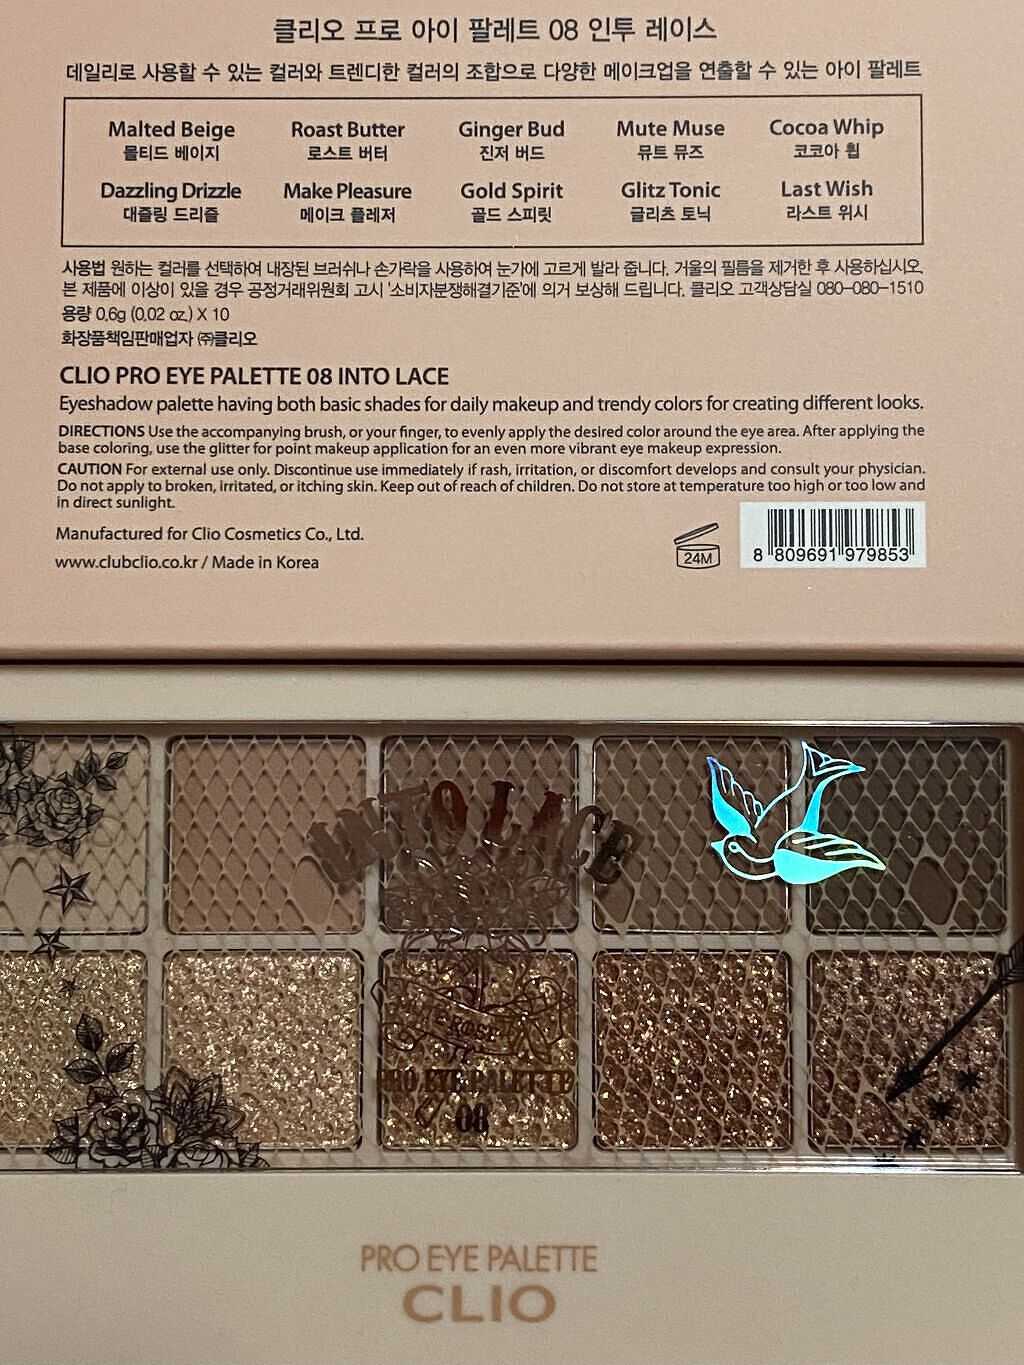 클리오 프로 아이 팔레트 08 인투 레이스
데일리로 사용할 수 있는 컬러와 트렌디한 컬러의 조합으로 다양한 메이크업을 연출할 수 있는 아이 팔레트
Malted Beige Roast Butter Ginger Bud Mute Muse Cocoa Whip
몰티드 베이지 로스트 버터 진저 버드 뮤트 뮤즈 코코아 휩
Dazzling Drizzle Make Pleasure Gold Spirit Glitz Tonic Last Wish
대즐링 드리즐 메이크 플레저 골드 스피릿 글리츠 토닉 라스트 위시
사용법 원하는 컬러를 선택하여 내장된 브러쉬나 손가락을 사용하여 눈가에 고르게 발라 줍니다. 거울의 필름을 제거한 후 사용하십시오.
본 제품에 이상이 있을 경우 공정거래위원회 고시 '소비자분쟁해결기준'에 의거 보상해 드립니다. 클리오 고객상담실 080-080-1510
용량 0.6g (0.02 oz.) X 10
화장품책임판매업자 ㈜클리오
CLIO PRO EYE PALETTE 08 INTO LACE
Eyeshadow palette having both basic shades for daily makeup and trendy colors for creating different looks.
DIRECTIONS Use the accompanying brush, or your finger, to evenly apply the desired color around the eye area. After applying the
base coloring, use the glitter for point makeup application for an even more vibrant eye makeup expression.
CAUTION For external use only. Discontinue use immediately if rash, irritation, or discomfort develops and consult your physician.
Do not apply to broken, irritated, or itching skin. Keep out of reach of children. Do not store at temperature too high or too low and
in direct sunlight.
Manufactured for Clio Cosmetics Co., Ltd.
www.clubclio.co.kr / Made in Korea
24M
8 809691 979853
INTO LACE
ROSE
PRO EYE PALETTE
08
PRO EYE PALETTE
CLIO